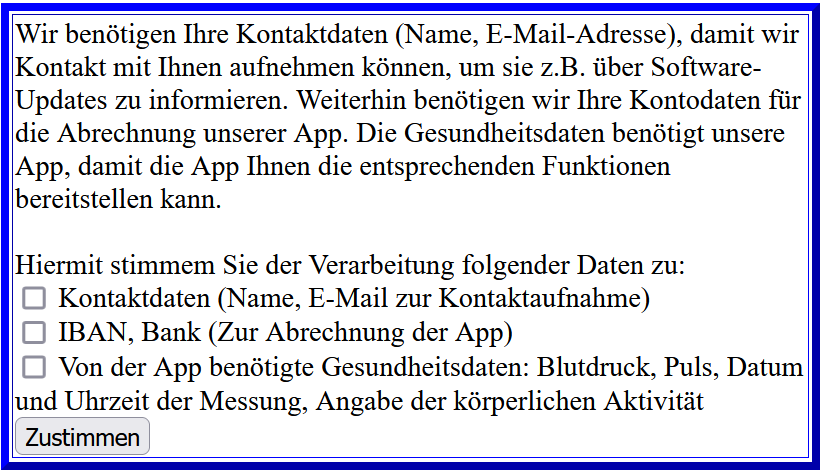 Wir benötigen Ihre Kontaktdaten (Name, E-Mail-Adresse), damit wir
Kontakt mit Ihnen aufnehmen können, um sie z.B. über Software-
Updates zu informieren. Weiterhin benötigen wir Ihre Kontodaten für
die Abrechnung unserer App. Die Gesundheitsdaten benötigt unsere
App, damit die App Ihnen die entsprechenden Funktionen
bereitstellen kann.
Hiermit stimmem Sie der Verarbeitung folgender Daten zu:
Kontaktdaten (Name, E-Mail zur Kontaktaufnahme)
IBAN, Bank (Zur Abrechnung der App)
Von der App benötigte Gesundheitsdaten: Blutdruck, Puls, Datum
und Uhrzeit der Messung, Angabe der körperlichen Aktivität
Zustimmen